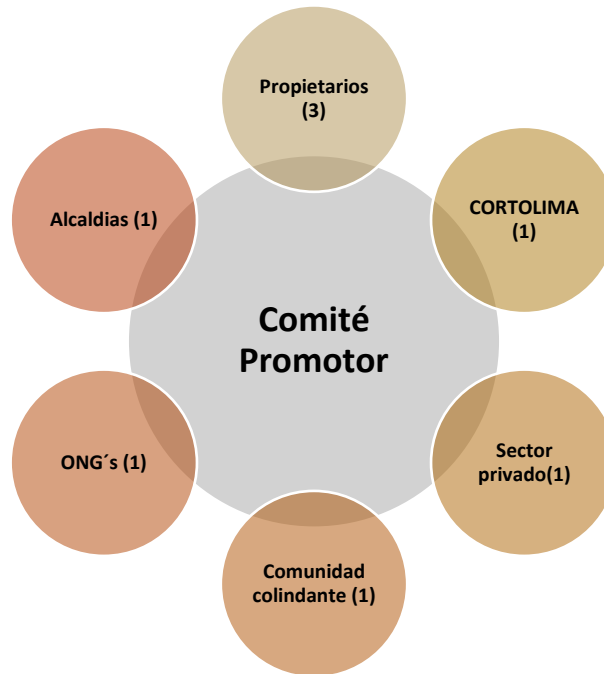 Propietarios
(3)
CORTOLIMA
(1)
Sector
privado(1)
Comunidad
colindante (1)
ONG´s (1)
Alcaldias (1)
Comité
Promotor